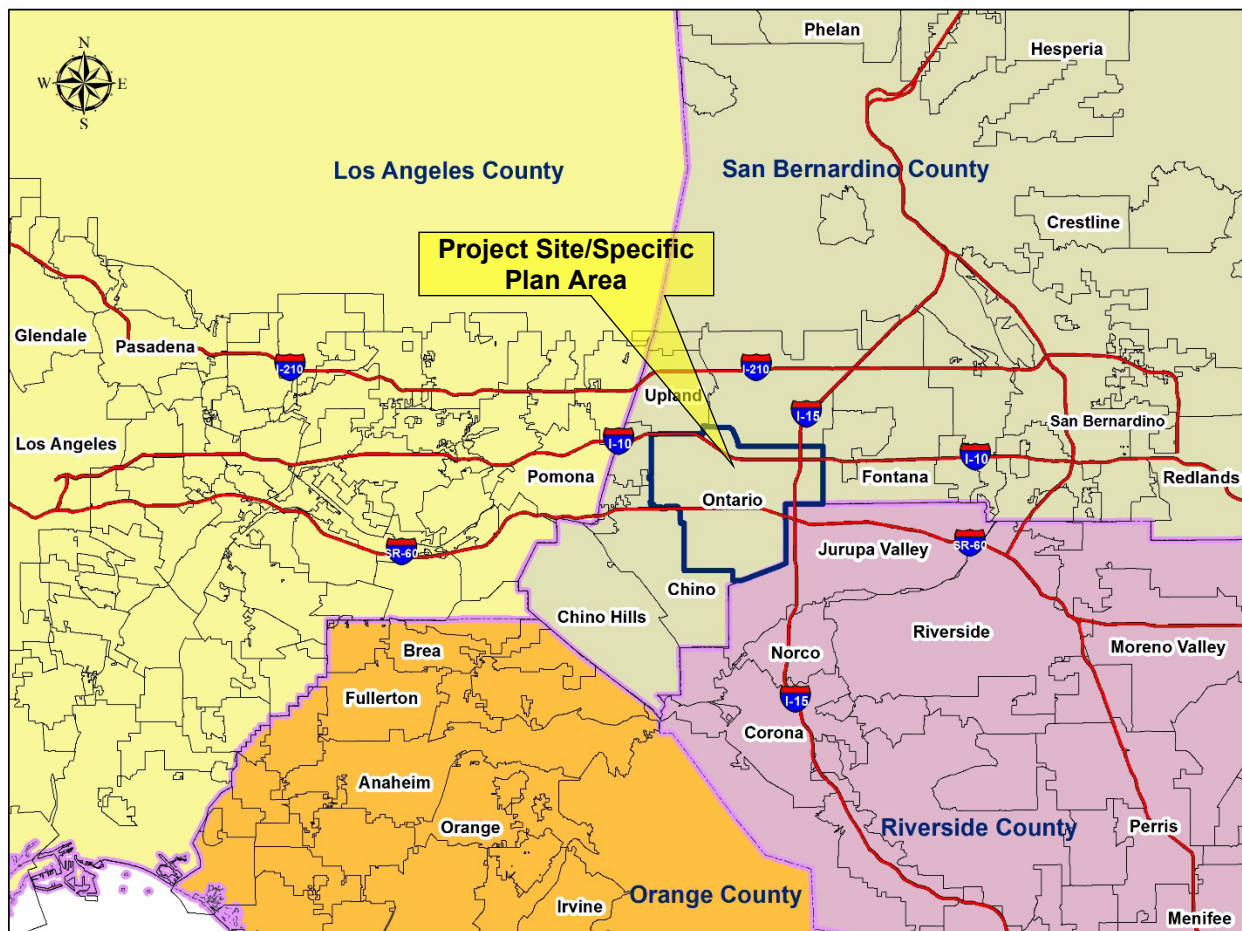 Phelan
Hesperia
N
W
E
S
Los Angeles County
San Bernardino County
Crestline
Project Site/Specific
Plan Area
Glendale
Pasadena
I-210
I-210
Upland
I-15
San Bernardino
Los Angeles
I-10
Pomona
Fontana
I-10
Redlands
Ontario
SR-60
Jurupa Valley
SR-60
Chino
Chino Hills
Riverside
Moreno Valley
Brea
Norco
Fullerton
I-15
Corona
Anaheim
Orange
Riverside County
Perris
Orange County
Irvine
Menifee